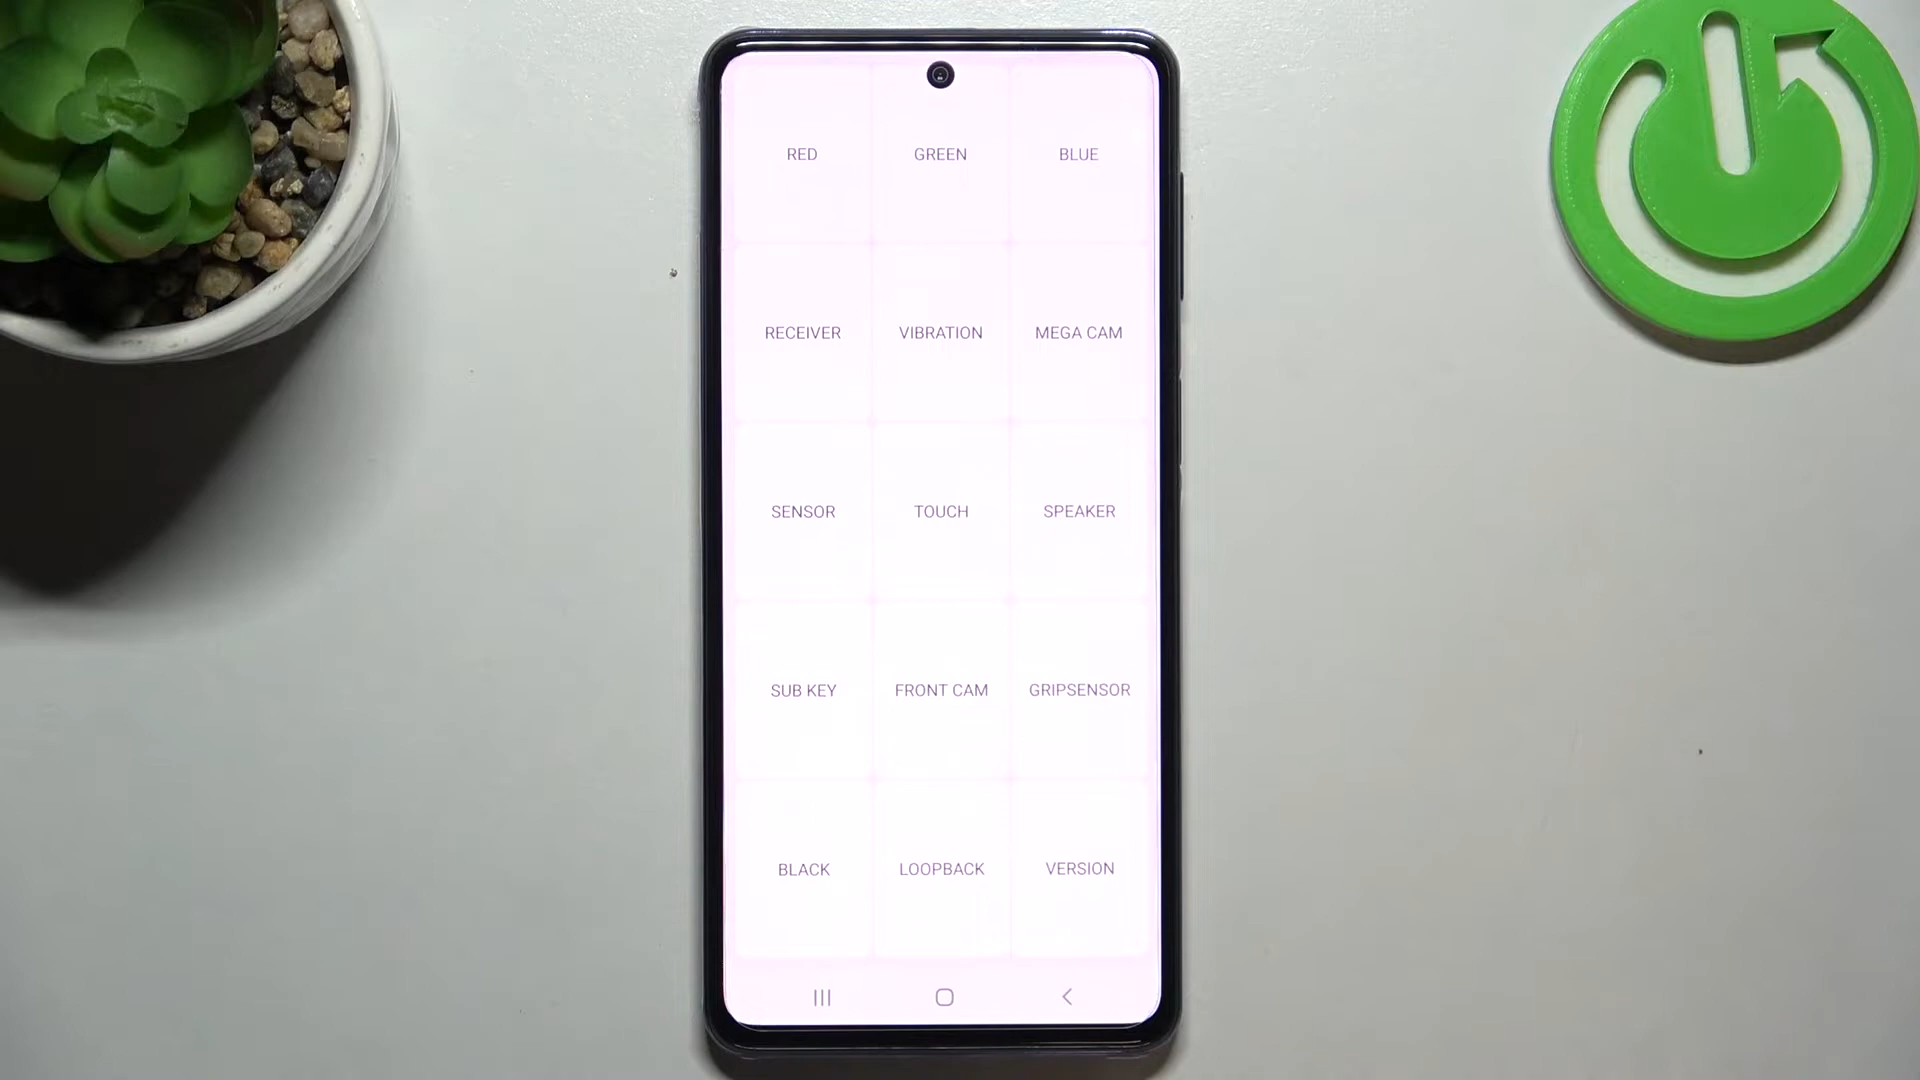 RED GREEN BLUE
RECEIVER VIBRATION MEGA CAM
SENSOR TOUCH SPEAKER
SUB KEY FRONT CAM GRIPSENSOR
BLACK LOOPBACK VERSION